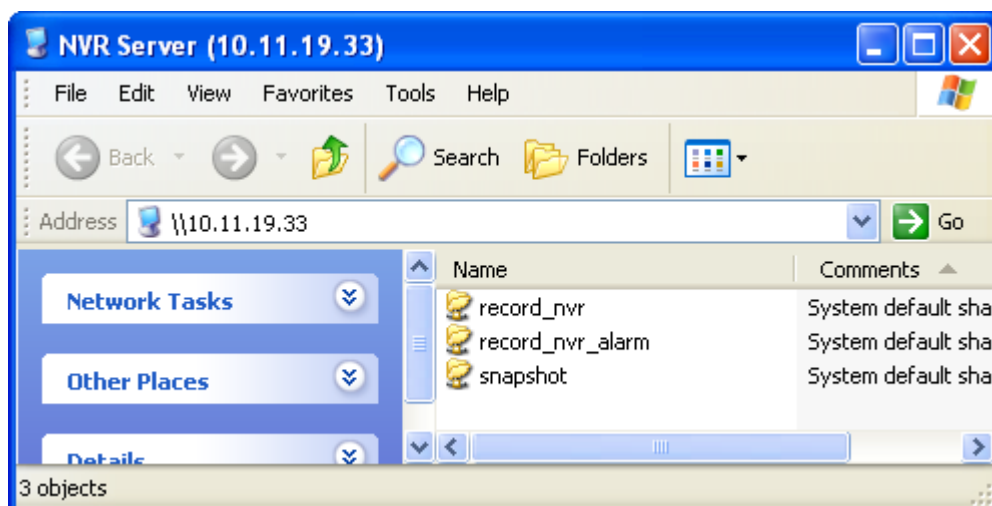 NVR Server (10.11.19.33)
File Edit View Favorites Tools Help
Back Search Folders
Address \\10.11.19.33 Go
Network Tasks
Other Places
Details
Name Comments
record_nvr System default sha
record_nvr_alarm System default sha
snapshot System default sha
3 objects